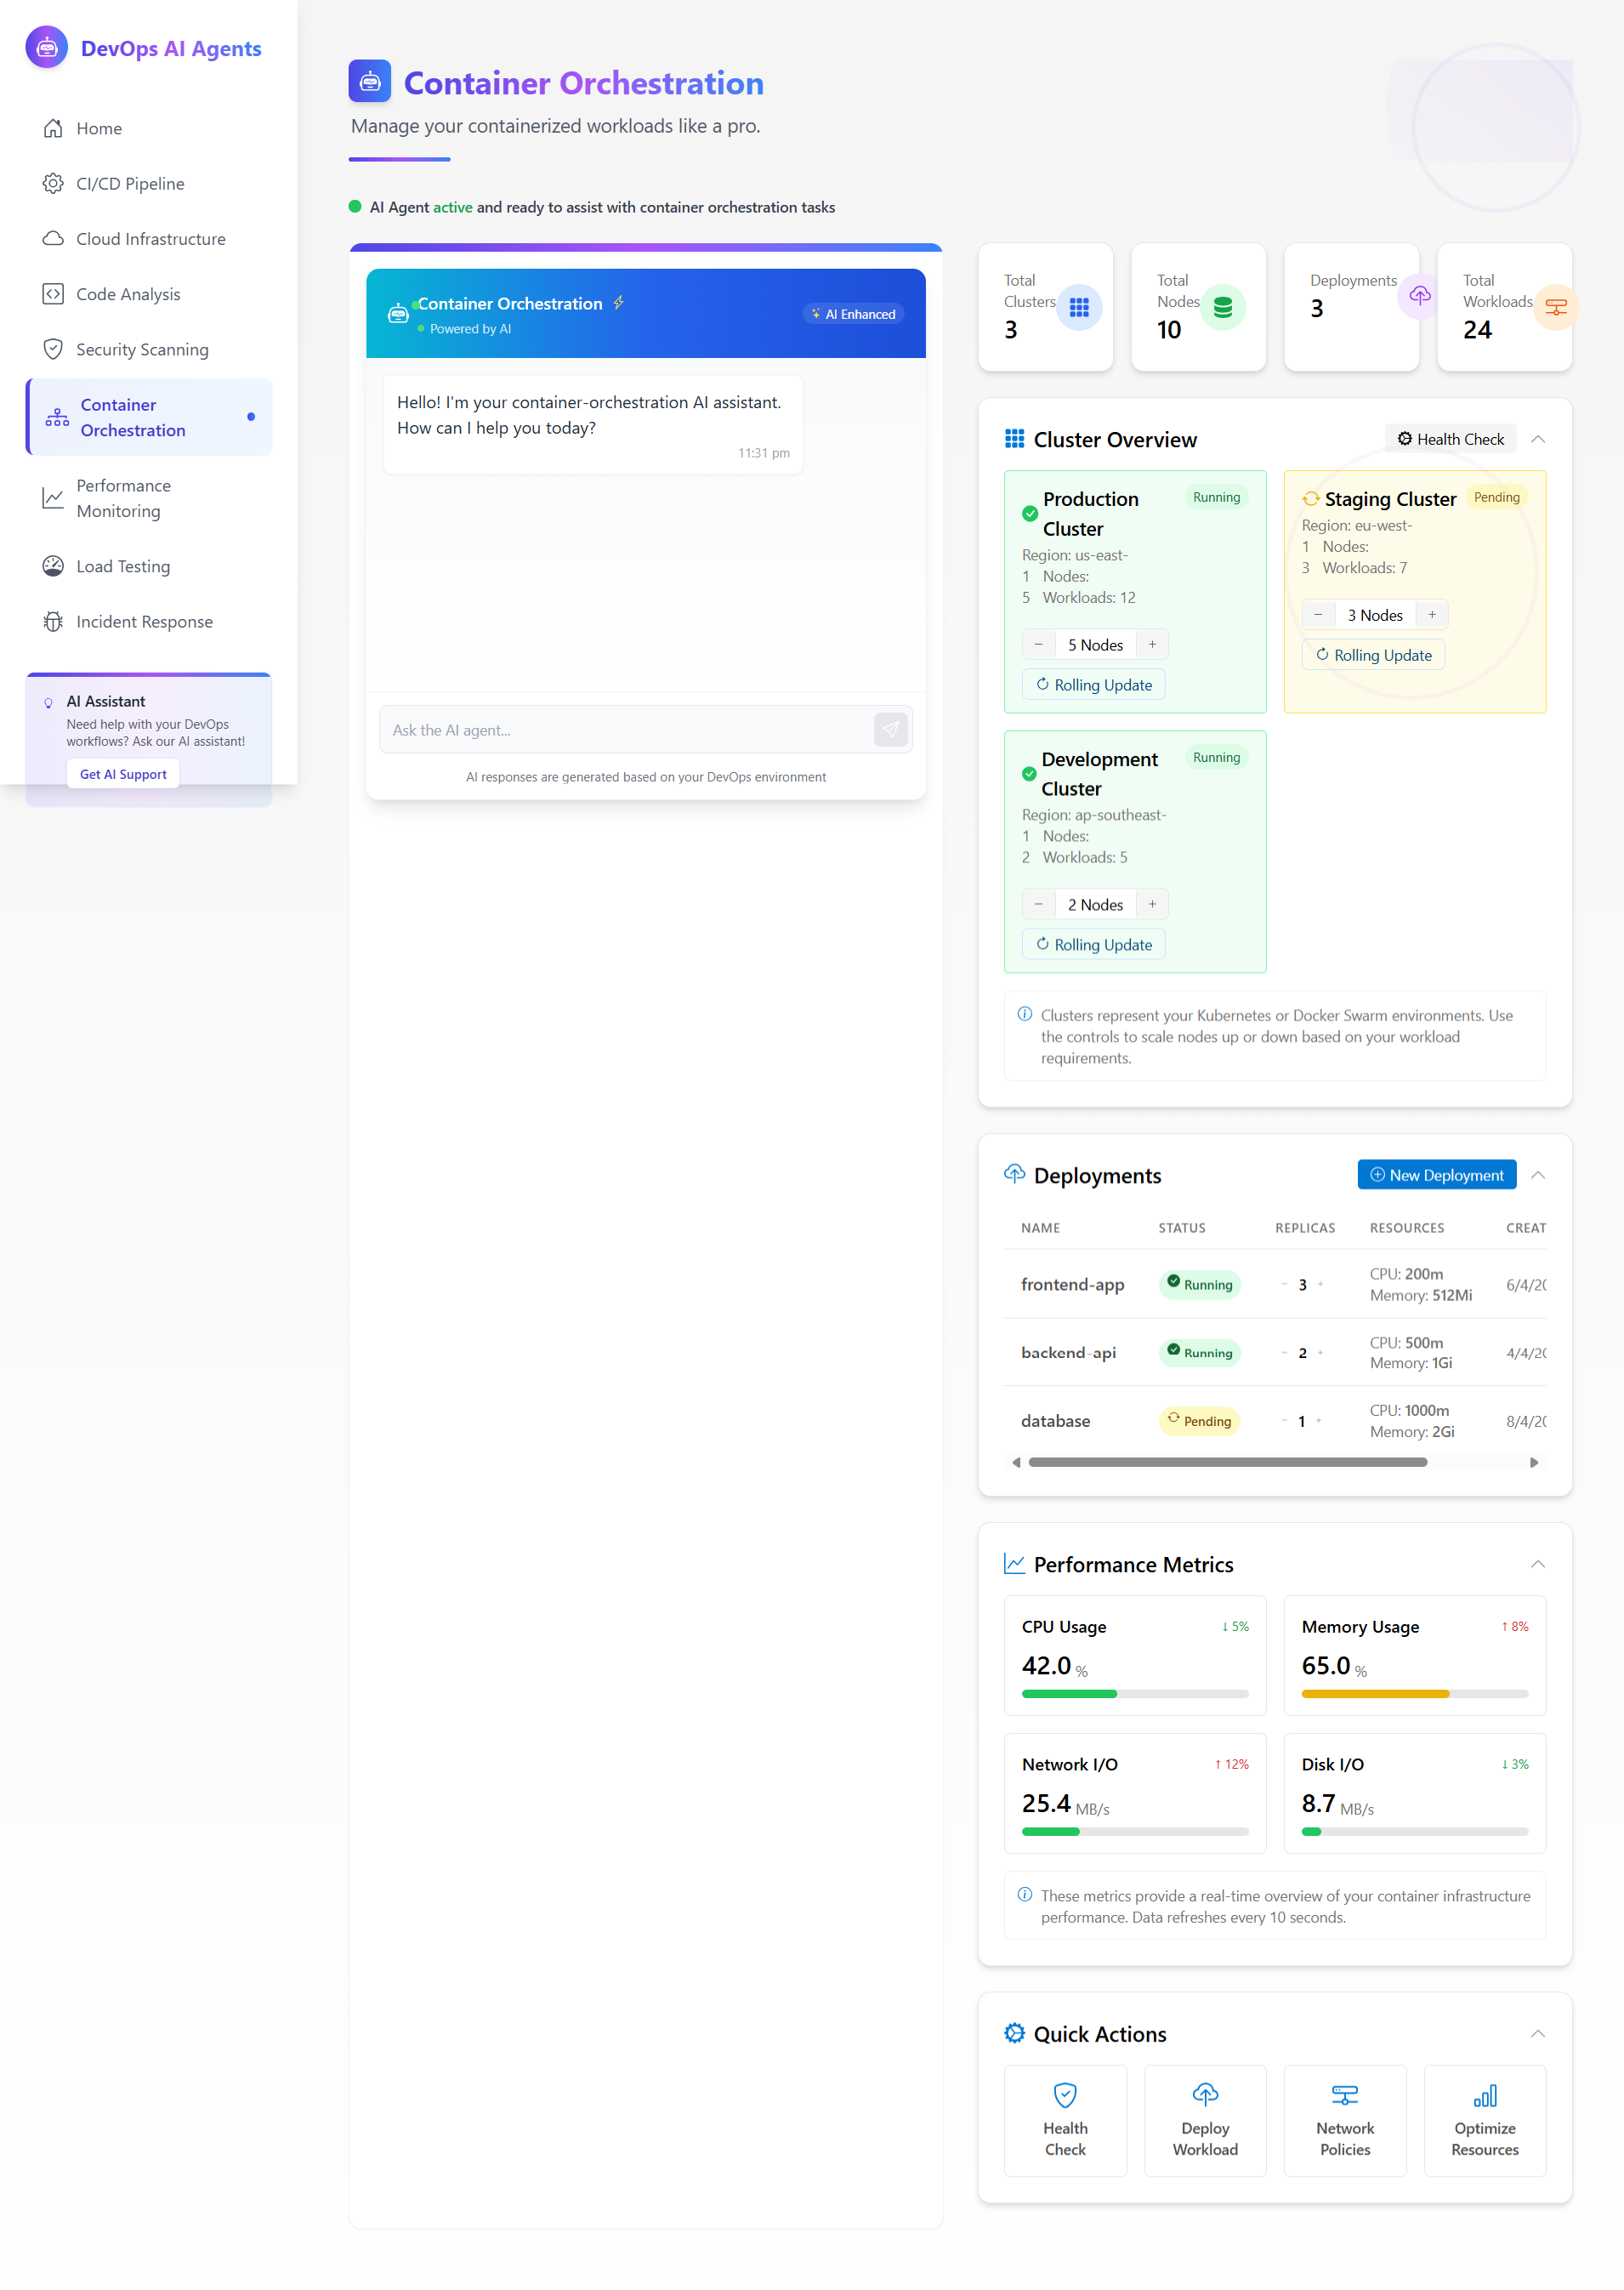 DevOps AI Agents
Home
CI/CD Pipeline
Cloud Infrastructure
Code Analysis
Security Scanning
Container
Orchestration
Performance
Monitoring
Load Testing
Incident Response
AI Assistant
Need help with your DevOps
workflows? Ask our AI assistant!
Get AI Support
Container Orchestration
Manage your containerized workloads like a pro.
AI Agent active and ready to assist with container orchestration tasks
Container Orchestration
Powered by AI
AI Enhanced
Hello! I'm your container-orchestration AI assistant.
How can I help you today?
11:31 pm
Ask the AI agent...
AI responses are generated based on your DevOps environment
Total
Clusters
3
Total
Nodes
10
Deployments
3
Total
Workloads
24
Cluster Overview
Health Check
Production
Cluster
Running
Region: us-east-
1 Nodes:
5 Workloads: 12
− 5 Nodes +
Rolling Update
Staging Cluster
Pending
Region: eu-west-
1 Nodes:
3 Workloads: 7
− 3 Nodes +
Rolling Update
Development
Cluster
Running
Region: ap-southeast-
1 Nodes:
2 Workloads: 5
− 2 Nodes +
Rolling Update
Clusters represent your Kubernetes or Docker Swarm environments. Use
the controls to scale nodes up or down based on your workload
requirements.
Deployments
New Deployment
NAME STATUS REPLICAS RESOURCES CREAT
frontend-app Running − 3 + CPU: 200m
Memory: 512Mi
6/4/20
backend-api Running − 2 + CPU: 500m
Memory: 1Gi
4/4/20
database Pending − 1 + CPU: 1000m
Memory: 2Gi
8/4/20
Performance Metrics
CPU Usage ↓ 5%
42.0 %
Memory Usage ↑ 8%
65.0 %
Network I/O ↑ 12%
25.4 MB/s
Disk I/O ↓ 3%
8.7 MB/s
These metrics provide a real-time overview of your container infrastructure
performance. Data refreshes every 10 seconds.
Quick Actions
Health
Check
Deploy
Workload
Network
Policies
Optimize
Resources